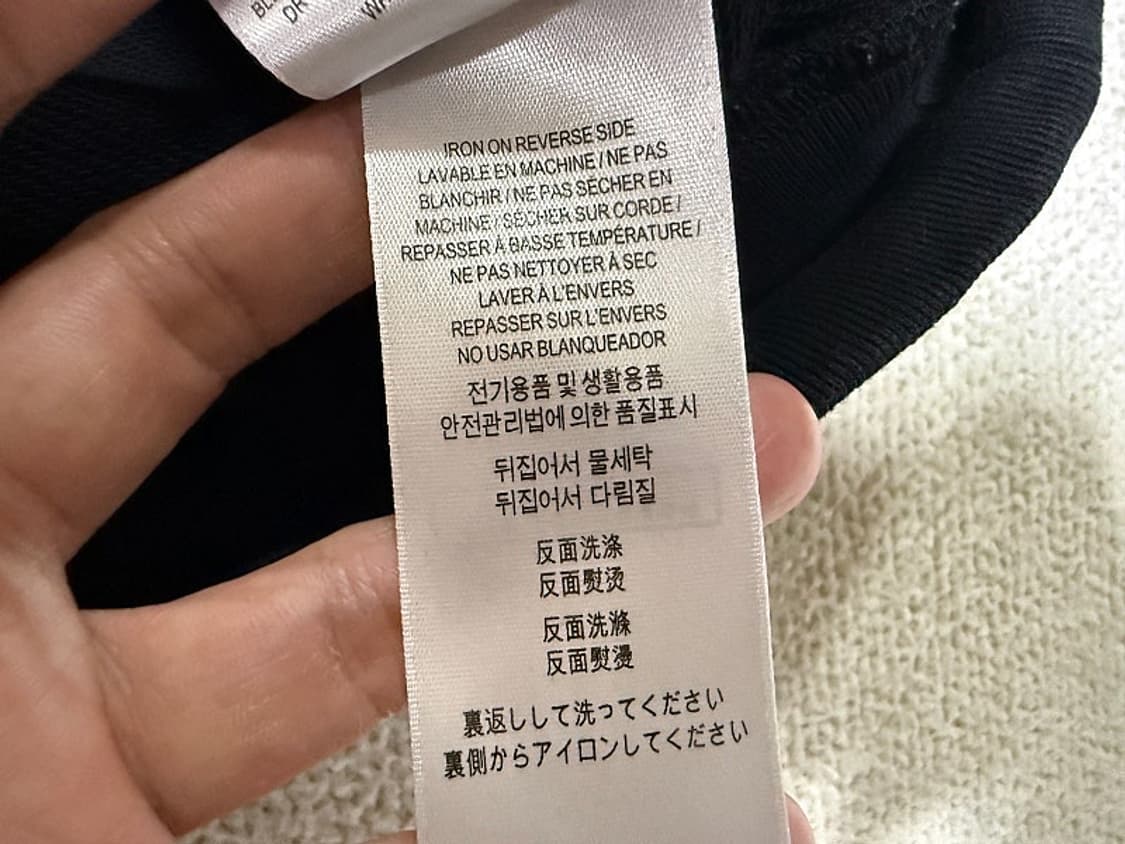 BL
DR
WA
IRON ON REVERSE SIDE
LAVABLE EN MACHINE / NE PAS
BLANCHIR / NE PAS SÉCHER EN
MACHINE / SÉCHER SUR CORDE /
REPASSER À BASSE TEMPÉRATURE /
NE PAS NETTOYER À SEC
LAVER À L'ENVERS
REPASSER SUR L'ENVERS
NO USAR BLANQUEADOR
전기용품 및 생활용품
안전관리법에 의한 품질표시
뒤집어서 물세탁
뒤집어서 다림질
反面洗涤
反面熨烫
反面洗滌
反面熨燙
裏返しして洗ってください
裏側からアイロンしてください